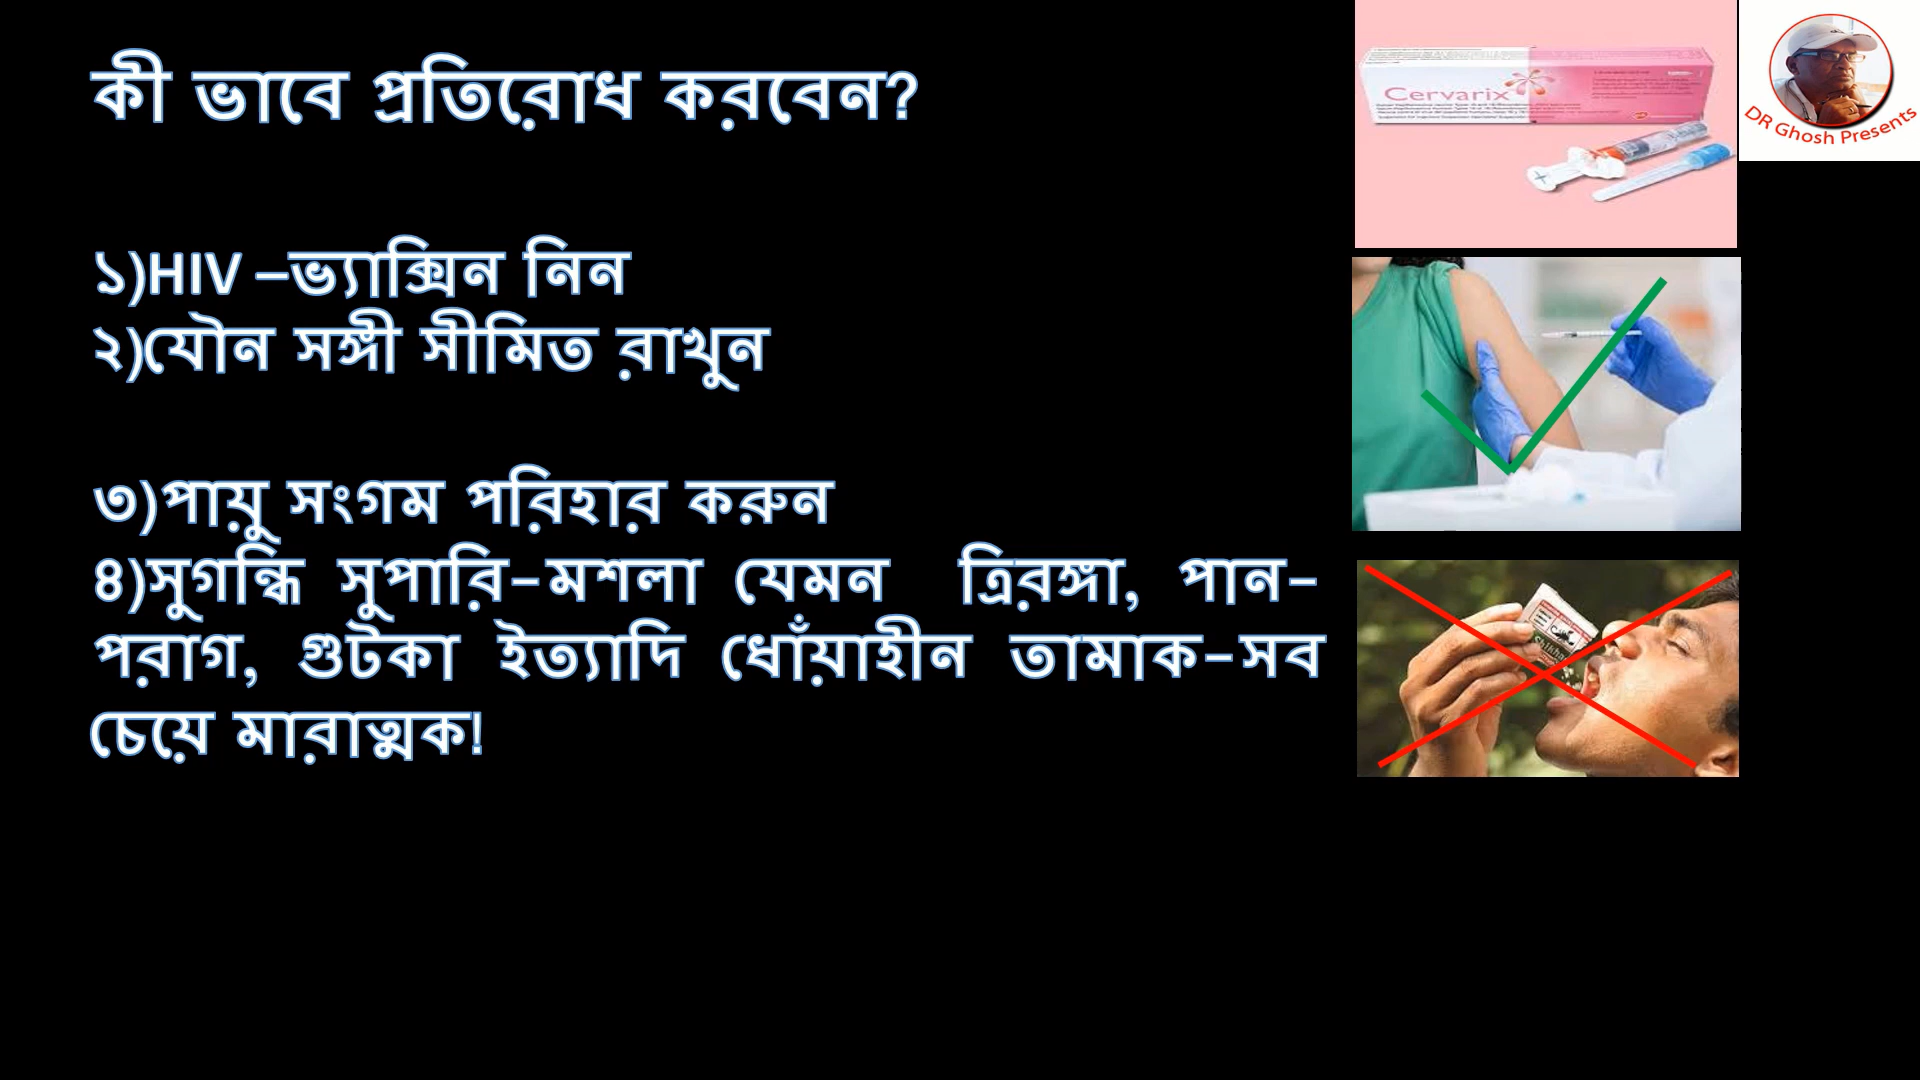 কী ভাবে প্রতিরোধ করবেন?
১)HIV –ভ্যাক্সিন নিন
২)যৌন সঙ্গী সীমিত রাখুন
৩)পায়ু সংগম পরিহার করুন
৪)সুগন্ধি সুপারি-মশলা যেমন ত্রিরঙ্গা, পান-
পরাগ, গুটকা ইত্যাদি ধোঁয়াহীন তামাক-সব
চেয়ে মারাত্মক!
Cervarix
DR Ghosh Presents